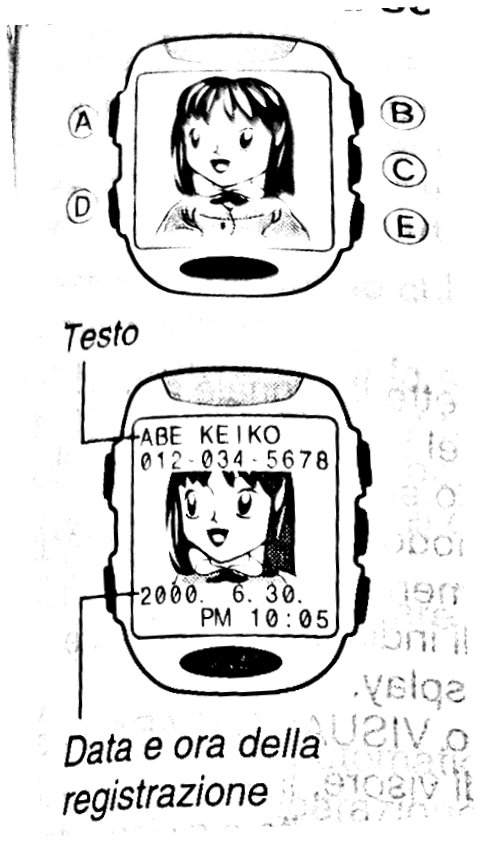 A
B
C
D
E
Testo
ABE KEIKO
012-034-5678
2000. 6. 30.
PM 10:05
Data e ora della
registrazione